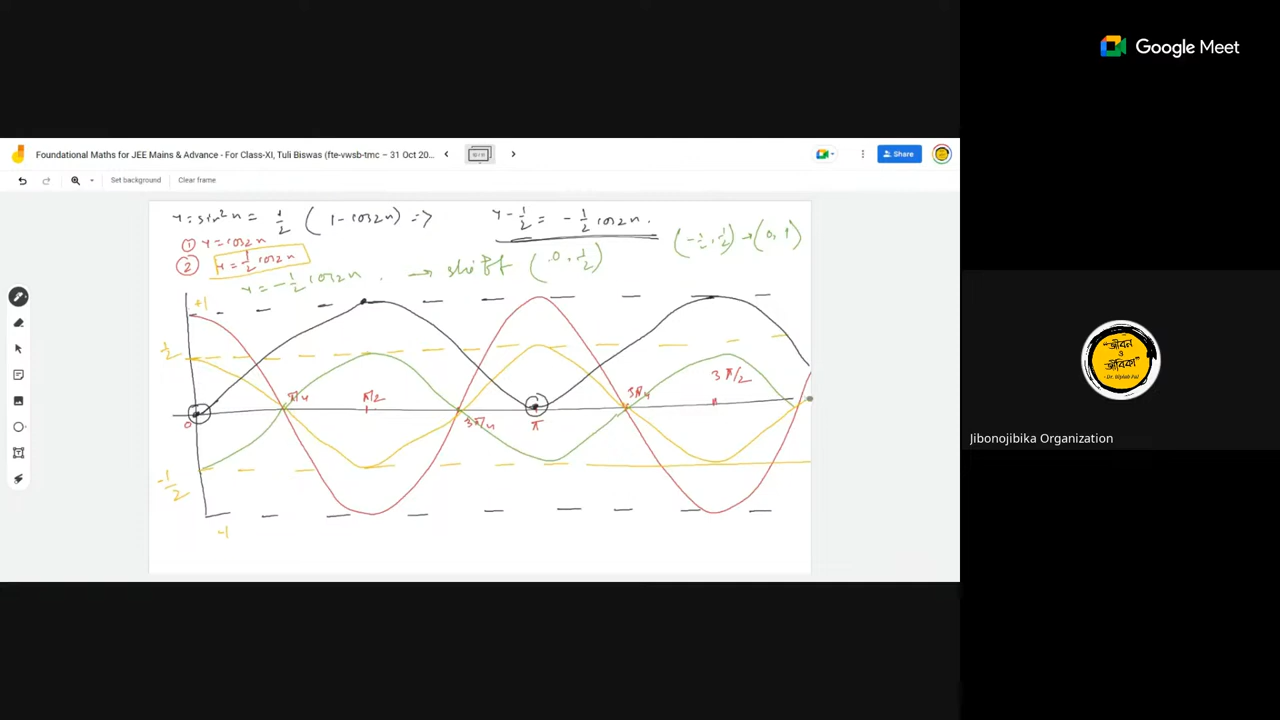 Google Meet
Foundational Maths for JEE Mains & Advance - For Class-XI, Tuli Biswas (fte-vwsb-tmc – 31 Oct 20...
Share
Set background
Clear frame
Y = sin²x = 1/2 (1 - cos2x) => Y - 1/2 = - 1/2 cos2x.
① Y = cos2x
(-1/2, 1/2) → (0, 1)
② Y = 1/2 cos2x
Y = -1/2 cos2x. → shift (0, 1/2)
+1
1/2
3π/2
π/4
π/2
5π/4
0
3π/4
π
-1/2
-1
"জীবন
ও
জীবিকা"
Jibonojibika Organization